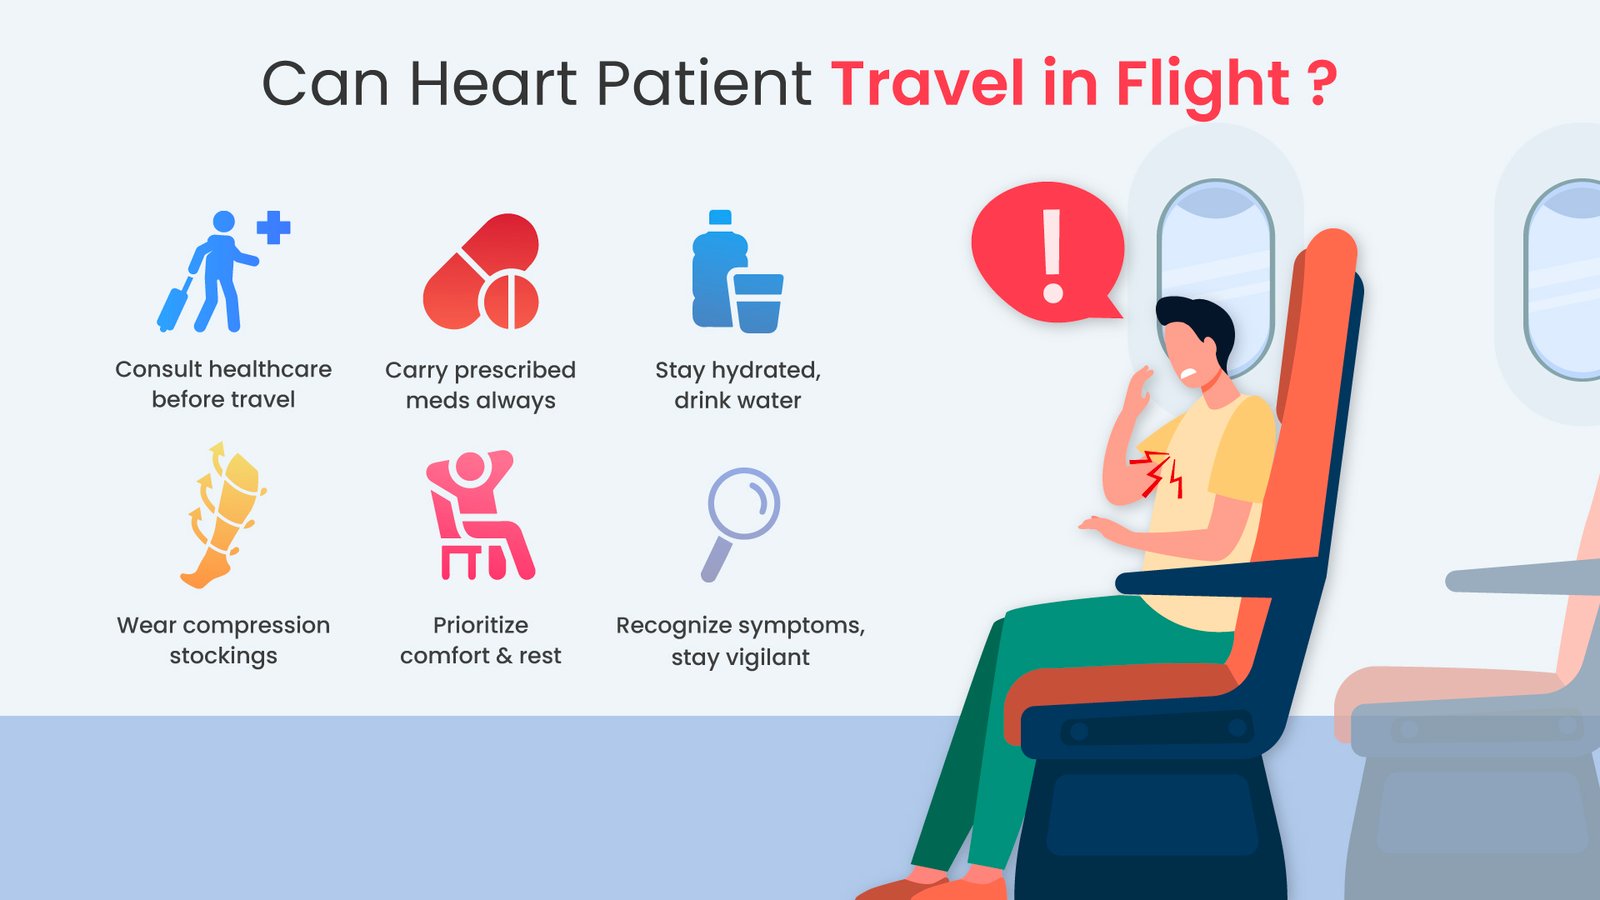 Can Heart Patient Travel in Flight ?
Consult healthcare
before travel
Carry prescribed
meds always
Stay hydrated,
drink water
Wear compression
stockings
Prioritize
comfort & rest
Recognize symptoms,
stay vigilant
!